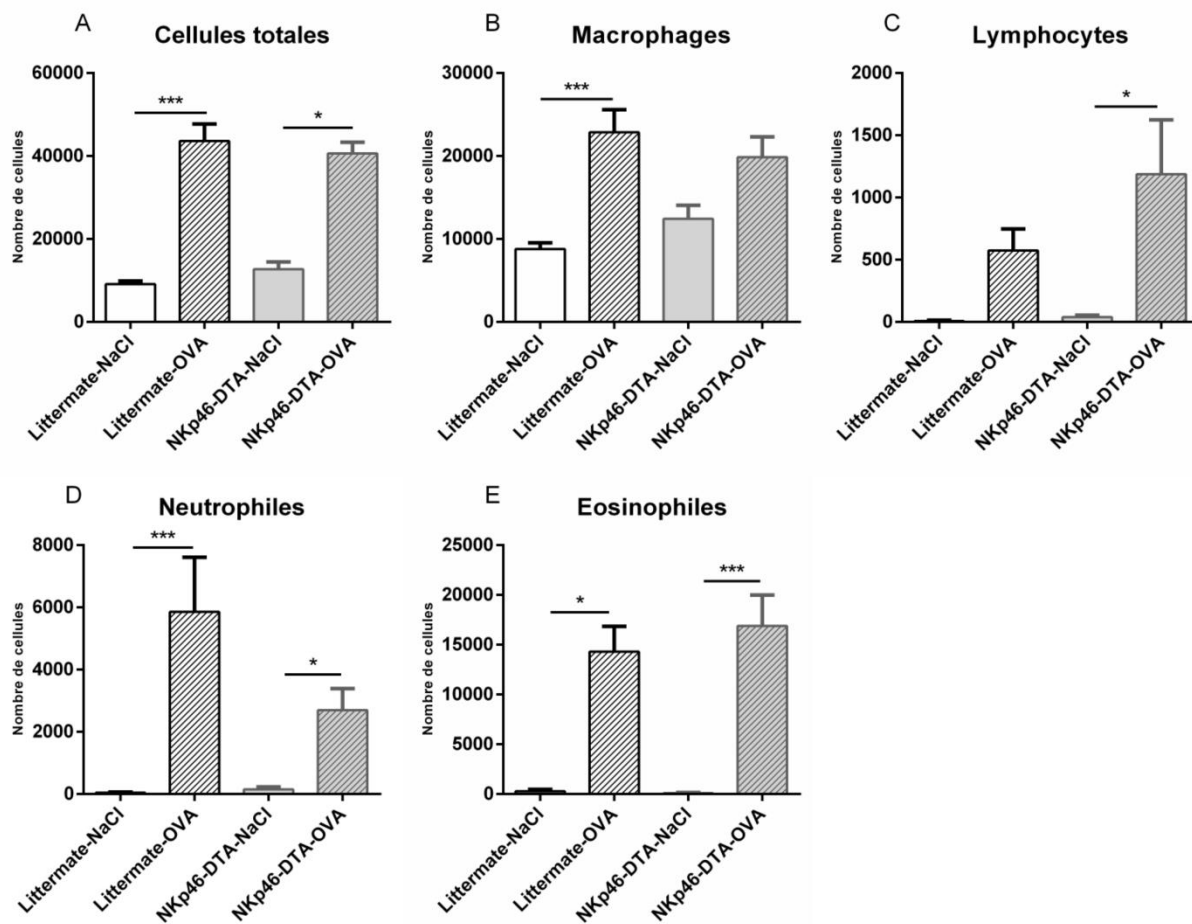 A
Cellules totales
Nombre de cellules
60000
40000
20000
0
***
*
Littermate-NaCl
Littermate-OVA
NKp46-DTA-NaCl
NKp46-DTA-OVA
B
Macrophages
Nombre de cellules
30000
20000
10000
0
***
Littermate-NaCl
Littermate-OVA
NKp46-DTA-NaCl
NKp46-DTA-OVA
C
Lymphocytes
Nombre de cellules
2000
1500
1000
500
0
*
Littermate-NaCl
Littermate-OVA
NKp46-DTA-NaCl
NKp46-DTA-OVA
D
Neutrophiles
Nombre de cellules
8000
6000
4000
2000
0
***
*
Littermate-NaCl
Littermate-OVA
NKp46-DTA-NaCl
NKp46-DTA-OVA
E
Eosinophiles
Nombre de cellules
25000
20000
15000
10000
5000
0
*
***
Littermate-NaCl
Littermate-OVA
NKp46-DTA-NaCl
NKp46-DTA-OVA